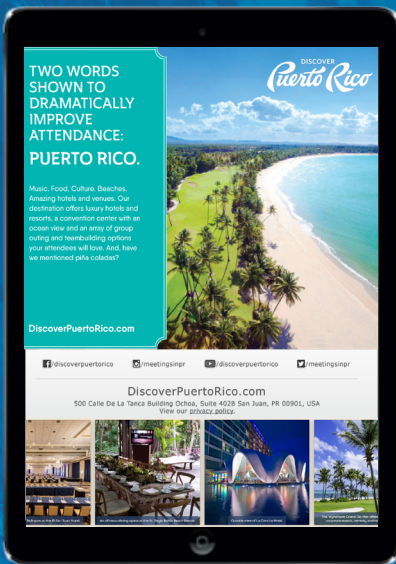 TWO WORDS
SHOWN TO
DRAMATICALLY
IMPROVE
ATTENDANCE:
PUERTO RICO.
Music. Food. Culture. Beaches.
Amazing hotels and venues. Our
destination offers luxury hotels and
resorts, a convention center with an
ocean view and an array of group
outing and teambuilding options
your attendees will love. And, have
we mentioned piña coladas?
DiscoverPuertoRico.com
DISCOVER
Puerto Rico
/discoverpuertorico
/meetingsinpr
/discoverpuertorico
/meetingsinpr
DiscoverPuertoRico.com
500 Calle De La Tanca Building Ochoa, Suite 402B San Juan, PR 00901, USA
View our privacy policy.